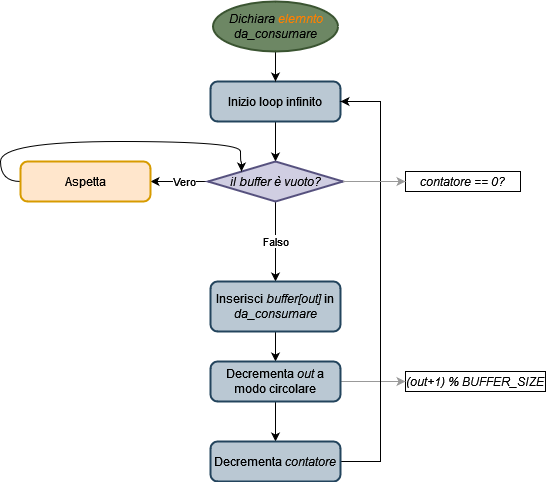 Dichiara elemnto
da_consumare
Inizio loop infinito
Aspetta
Vero
il buffer è vuoto?
contatore == 0?
Falso
Inserisci buffer[out] in
da_consumare
Decrementa out a
modo circolare
(out+1) % BUFFER_SIZE
Decrementa contatore